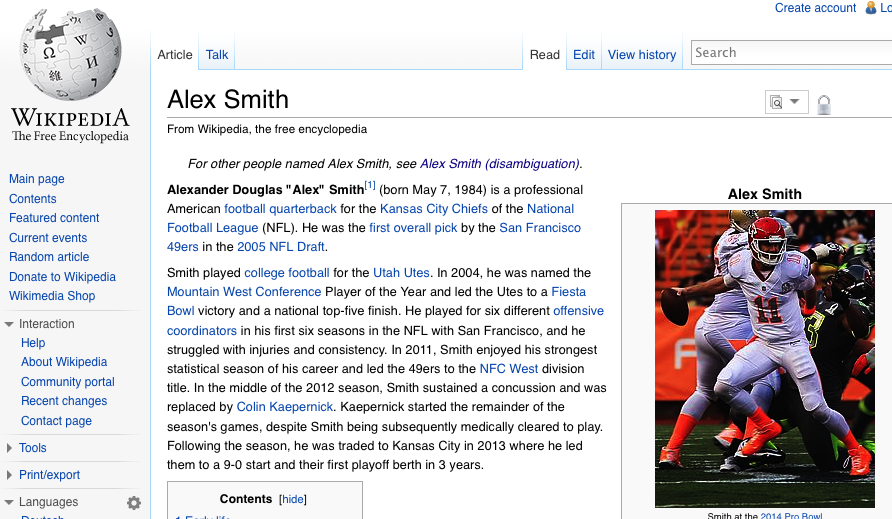 Create account Lo
Article Talk Read Edit View history Search
WIKIPEDIA
The Free Encyclopedia
Main page
Contents
Featured content
Current events
Random article
Donate to Wikipedia
Wikimedia Shop
Interaction
Help
About Wikipedia
Community portal
Recent changes
Contact page
Tools
Print/export
Languages
Alex Smith
From Wikipedia, the free encyclopedia
For other people named Alex Smith, see Alex Smith (disambiguation).
Alexander Douglas "Alex" Smith[1] (born May 7, 1984) is a professional
American football quarterback for the Kansas City Chiefs of the National
Football League (NFL). He was the first overall pick by the San Francisco
49ers in the 2005 NFL Draft.
Smith played college football for the Utah Utes. In 2004, he was named the
Mountain West Conference Player of the Year and led the Utes to a Fiesta
Bowl victory and a national top-five finish. He played for six different offensive
coordinators in his first six seasons in the NFL with San Francisco, and he
struggled with injuries and consistency. In 2011, Smith enjoyed his strongest
statistical season of his career and led the 49ers to the NFC West division
title. In the middle of the 2012 season, Smith sustained a concussion and was
replaced by Colin Kaepernick. Kaepernick started the remainder of the
season's games, despite Smith being subsequently medically cleared to play.
Following the season, he was traded to Kansas City in 2013 where he led
them to a 9-0 start and their first playoff berth in 3 years.
Contents [hide]
Alex Smith
11
11
Smith at the 2014 Pro Bowl